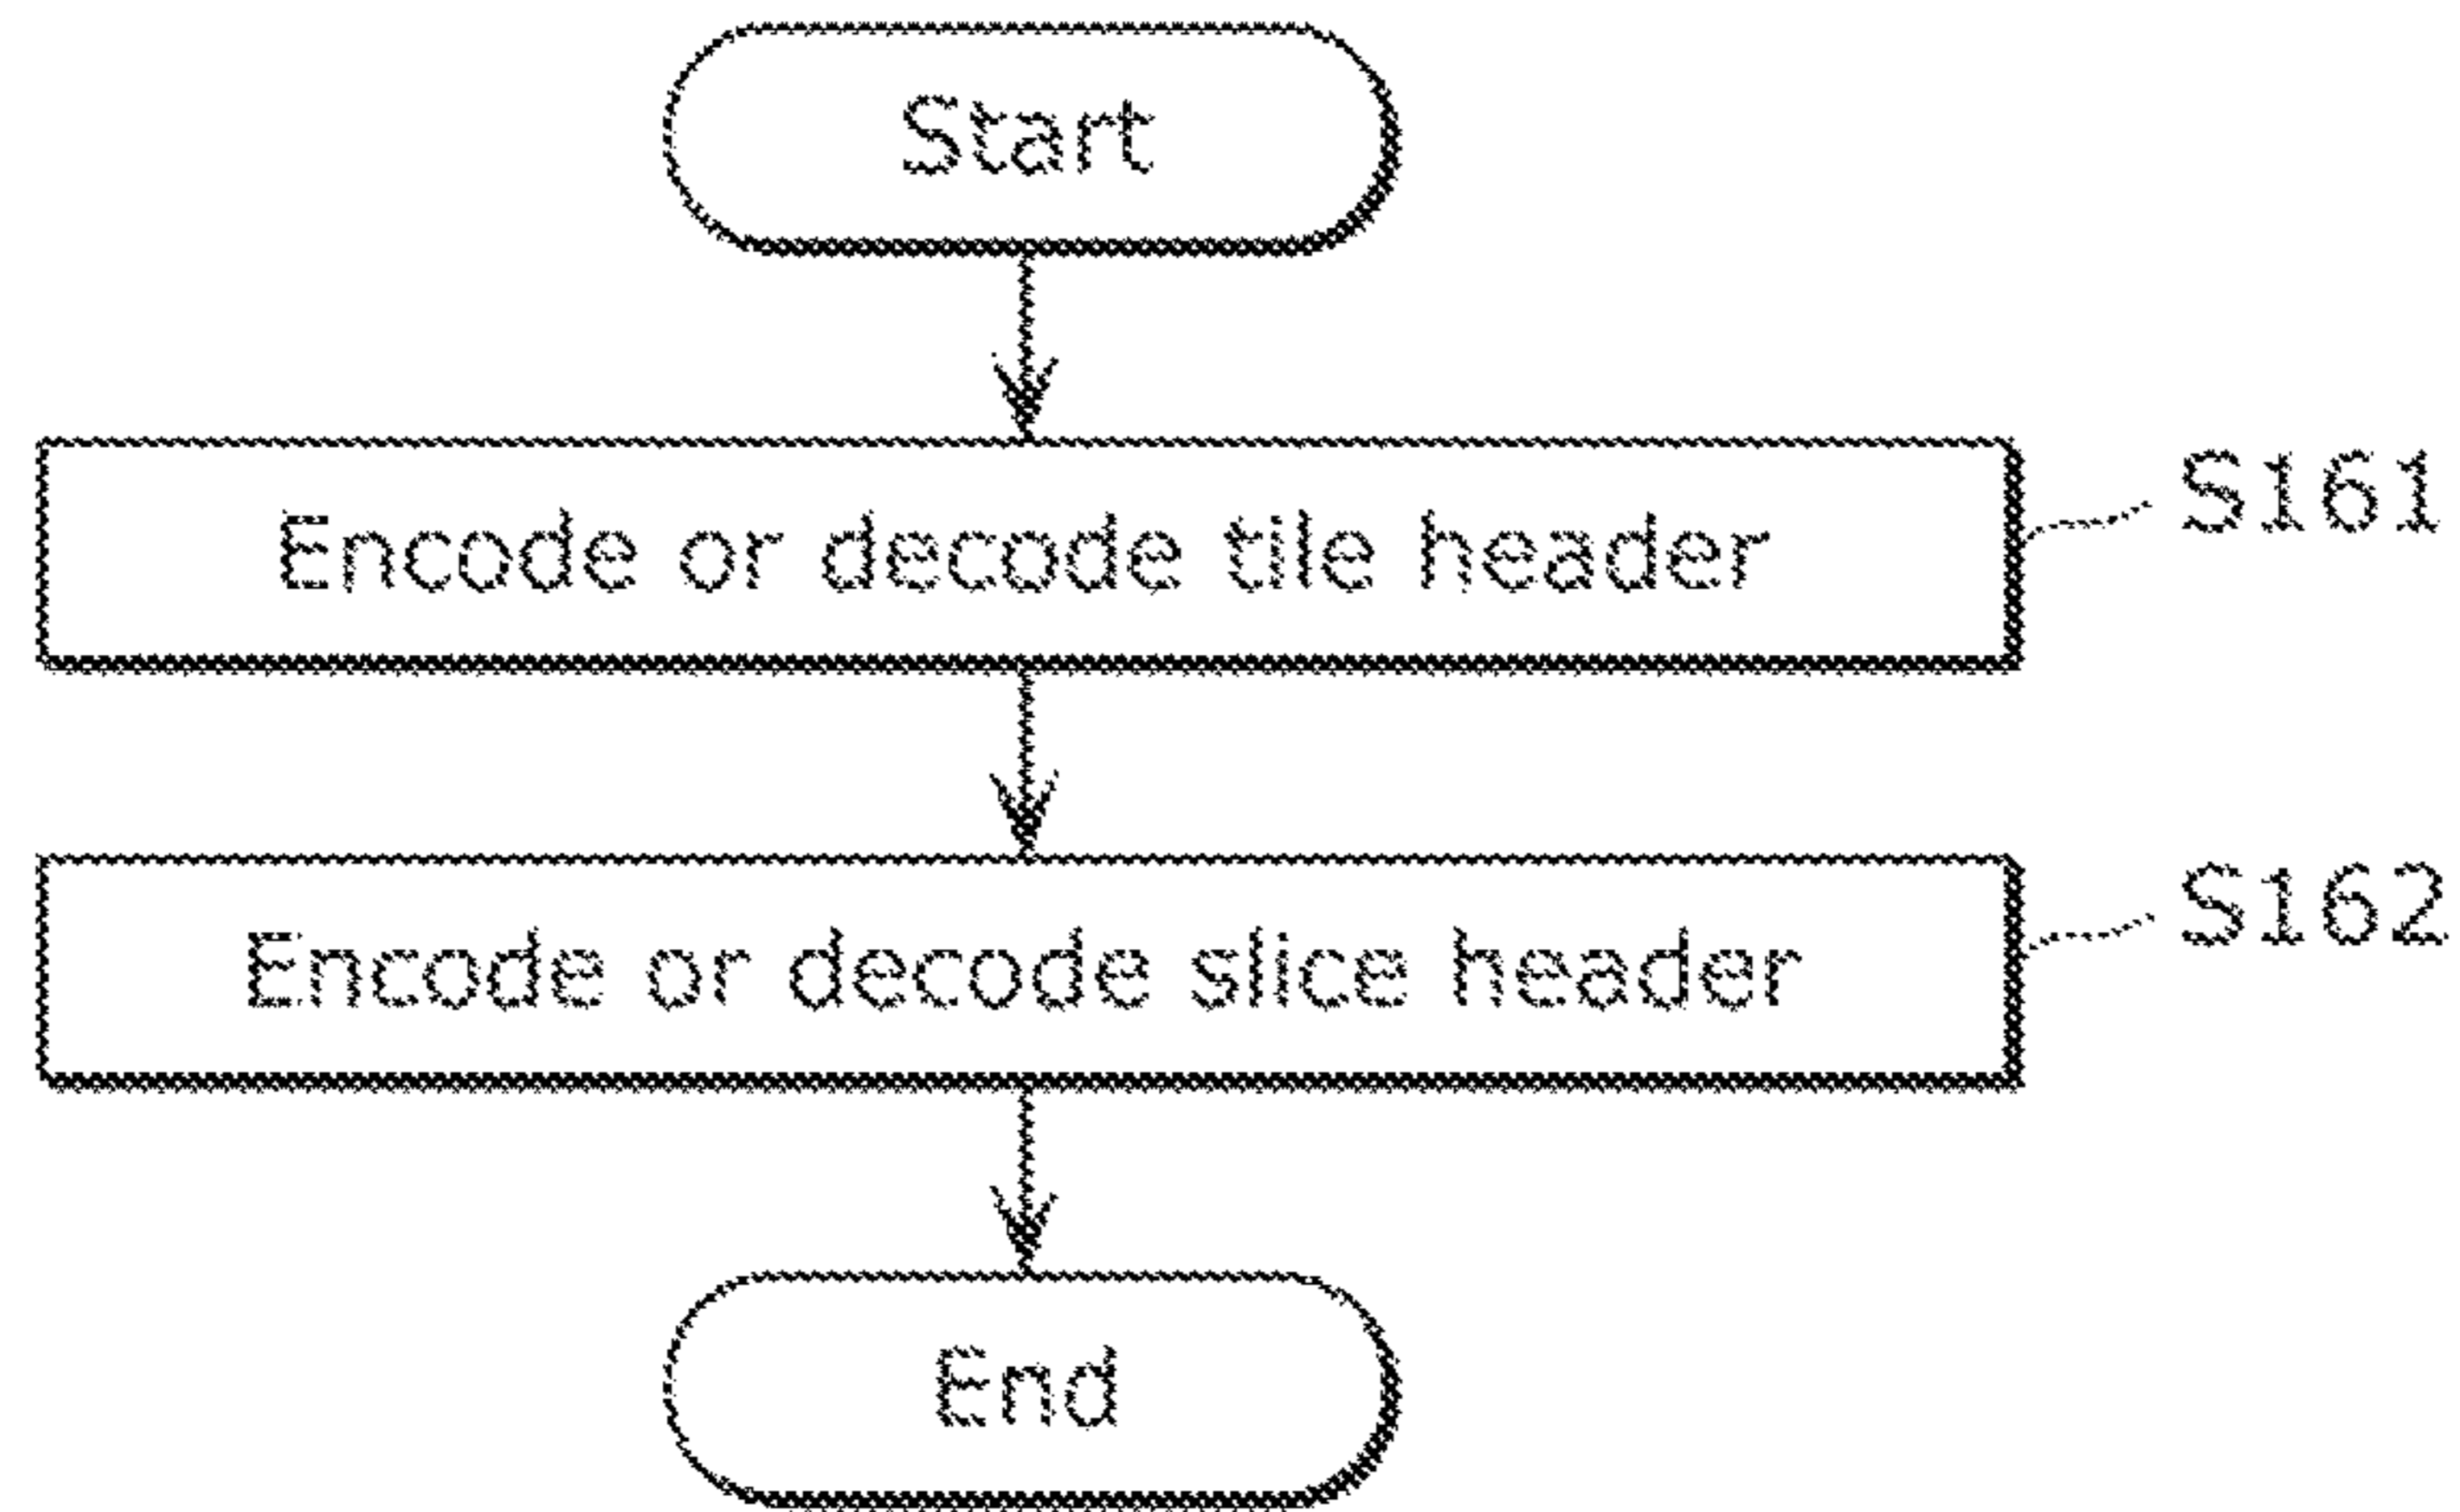 Start
Encode or decode tile header
S161
Encode or decode slice header
S162
End